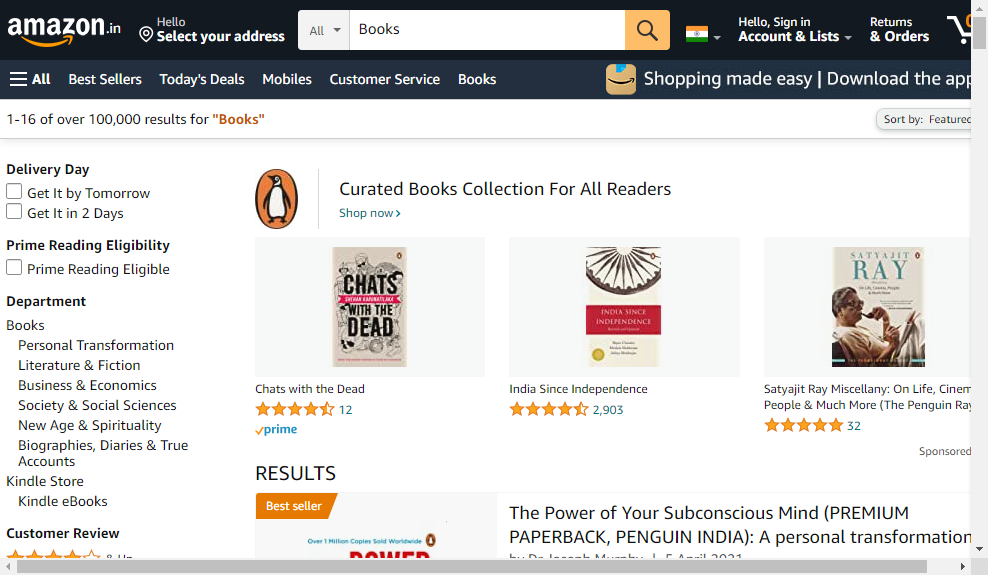 amazon.in
Hello
Select your address
All
Books
Hello, Sign in
Account & Lists
Returns
& Orders
0
All
Best Sellers
Today's Deals
Mobiles
Customer Service
Books
Shopping made easy | Download the app
1-16 of over 100,000 results for "Books"
Sort by: Featured
Delivery Day
Get It by Tomorrow
Get It in 2 Days
Prime Reading Eligibility
Prime Reading Eligible
Department
Books
Personal Transformation
Literature & Fiction
Business & Economics
Society & Social Sciences
New Age & Spirituality
Biographies, Diaries & True
Accounts
Kindle Store
Kindle eBooks
Customer Review
& Up
Curated Books Collection For All Readers
Shop now
CHATS
SHEHAN KARUNATILAKA
WITH THE
DEAD
INDIA SINCE
INDEPENDENCE
SATYAJIT
RAY
Chats with the Dead
12
prime
India Since Independence
2,903
Satyajit Ray Miscellany: On Life, Cinem
People & Much More (The Penguin Ray
32
Sponsored
RESULTS
Best seller
Over 1 Million Copies Sold Worldwide
POWER
The Power of Your Subconscious Mind (PREMIUM
PAPERBACK, PENGUIN INDIA): A personal transformation
by Dr Joseph Murphy | 5 April 2021